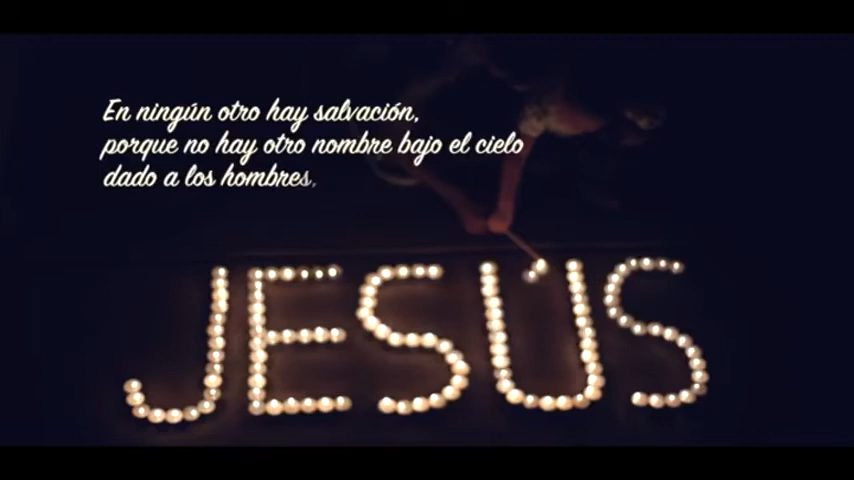 En ningún otro hay salvación,
porque no hay otro nombre bajo el cielo
dado a los hombres,
JESÚS